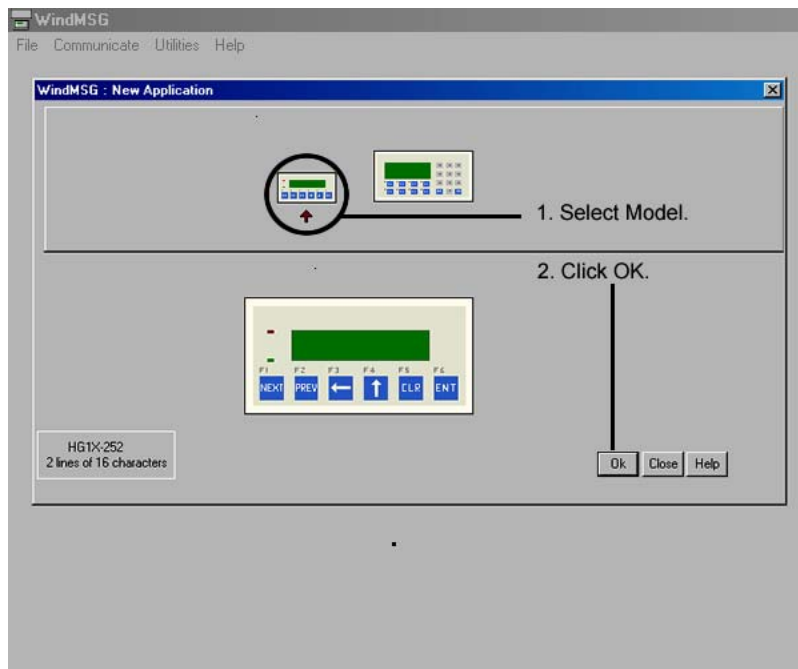 WindMSG
File Communicate Utilities Help
WindMSG : New Application
1. Select Model.
2. Click OK.
F1 F2 F3 F4 F5 F6
NEXT PREV CLR ENT
HG1X-252
2 lines of 16 characters
Ok Close Help